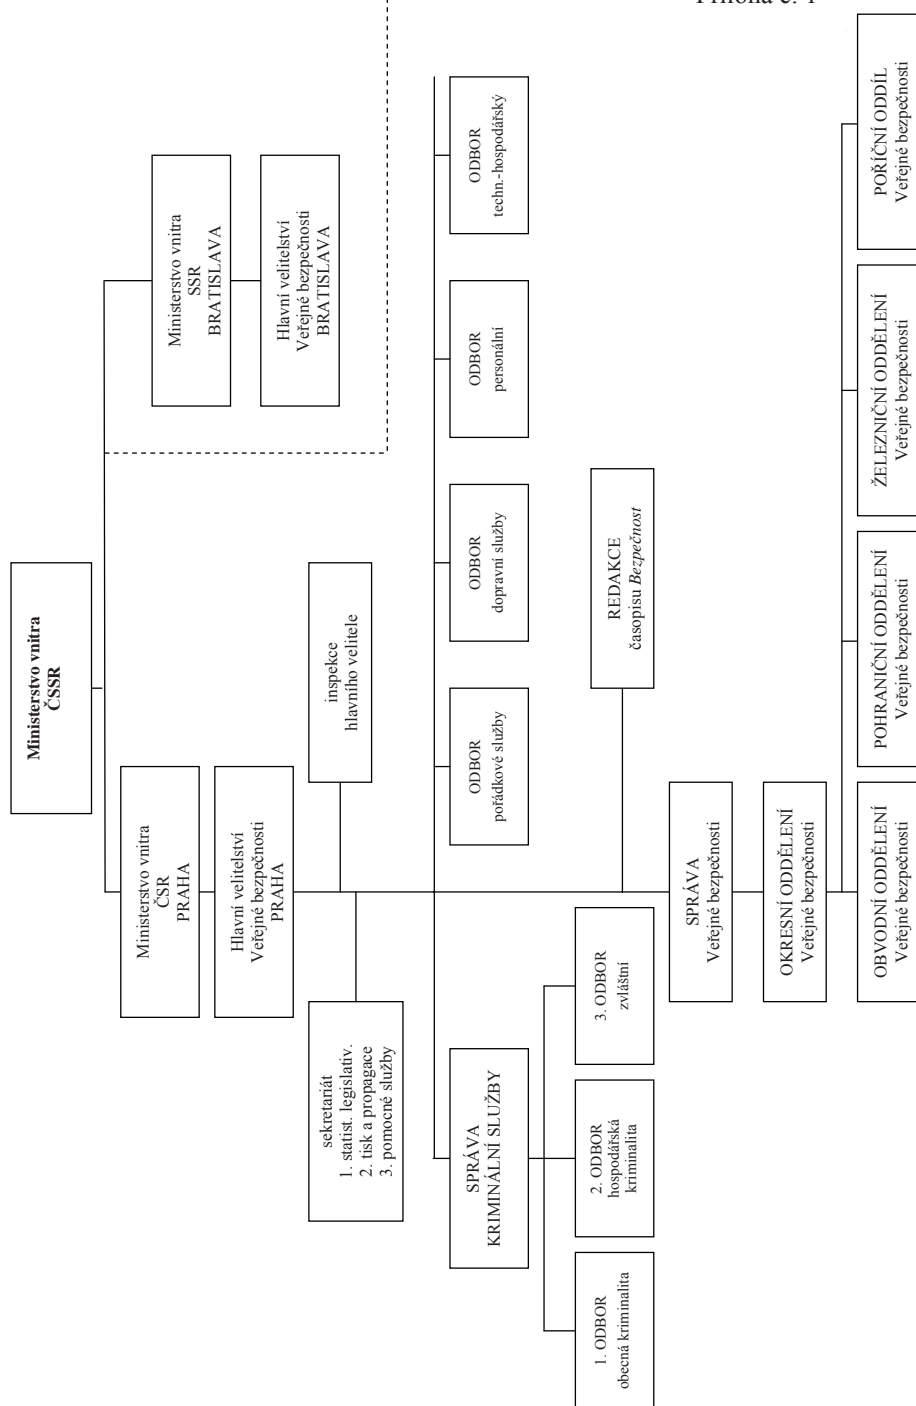 Ministerstvo vnitra
ČSSR
Ministerstvo vnitra
ČSR
PRAHA
Ministerstvo vnitra
SSR
BRATISLAVA
Hlavní velitelství
Veřejné bezpečnosti
PRAHA
Hlavní velitelství
Veřejné bezpečnosti
BRATISLAVA
sekretariát
1. statist. legislativ.
2. tisk a propagace
3. pomocné služby
inspekce
hlavního velitele
SPRÁVA
KRIMINÁLNÍ SLUŽBY
ODBOR
pořádkové služby
ODBOR
dopravní služby
ODBOR
personální
ODBOR
techn.-hospodářský
1. ODBOR
obecná kriminalita
2. ODBOR
hospodářská
kriminalita
3. ODBOR
zvláštní
REDAKCE
časopisu Bezpečnost
SPRÁVA
Veřejné bezpečnosti
OKRESNÍ ODDĚLENÍ
Veřejné bezpečnosti
OBVODNÍ ODDĚLENÍ
Veřejné bezpečnosti
POHRANIČNÍ ODDĚLENÍ
Veřejné bezpečnosti
ŽELEZNIČNÍ ODDĚLENÍ
Veřejné bezpečnosti
POŘÍČNÍ ODDÍL
Veřejné bezpečnosti